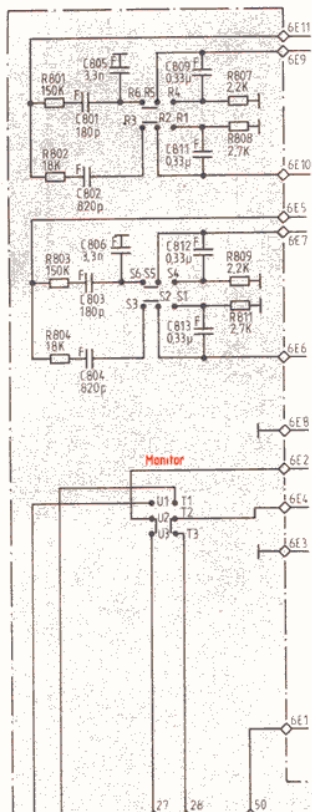 6E11
6E9
C805
3,3n
C809
0,33µ
R807
2,2K
R801
150K
F
C801
180p
R6 R5
R4
R3
R2 R1
R808
2,7K
R802
18K
C811
0,33µ
F
C802
820p
6E10
6E5
6E7
C806
3,3n
C812
0,33µ
R809
2,2K
R803
150K
F
C803
180p
S6 S5
S4
S3
S2 S1
R811
2,7K
R804
18K
C813
0,33µ
F
C804
820p
6E6
6E8
Monitor
6E2
U1
T1
6E4
U2
T2
U3
T3
6E3
6E1
27
28
50